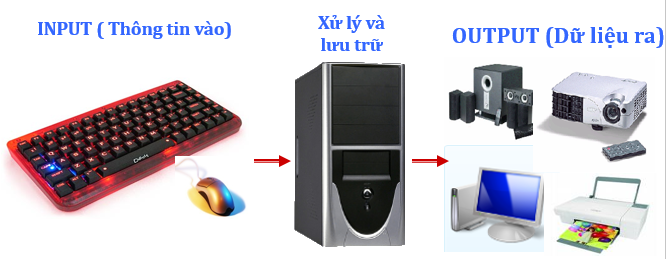 INPUT ( Thông tin vào)
Xử lý và
lưu trữ
OUTPUT (Dữ liệu ra)